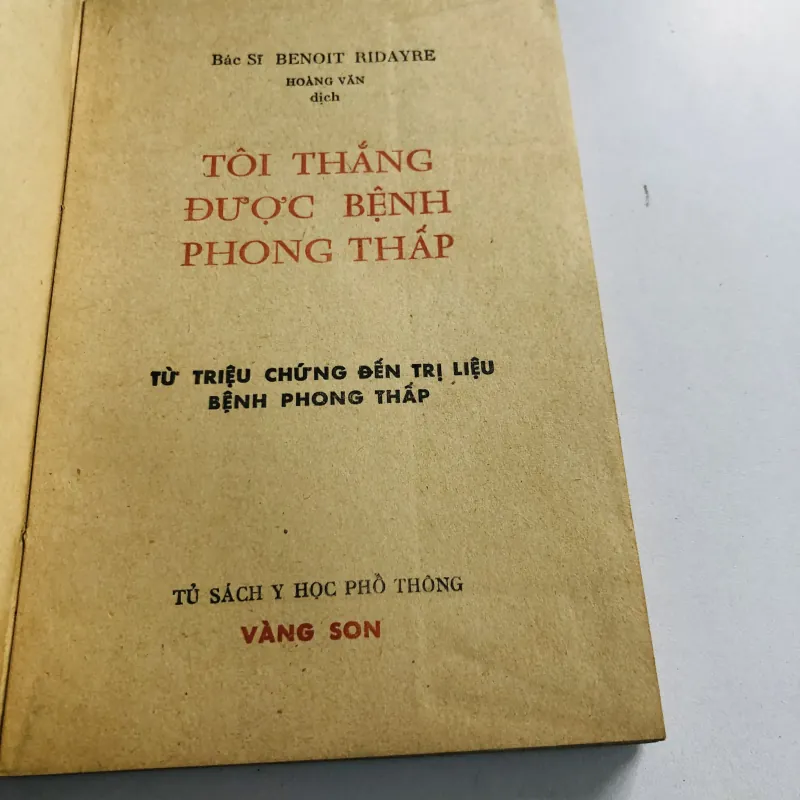 Bác Sĩ BENOIT RIDAYRE
HOÀNG VĂN
dịch
TÔI THẮNG
ĐƯỢC BỆNH
PHONG THẤP
TỪ TRIỆU CHỨNG ĐẾN TRỊ LIỆU
BỆNH PHONG THẤP
TỦ SÁCH Y HỌC PHỔ THÔNG
VÀNG SON